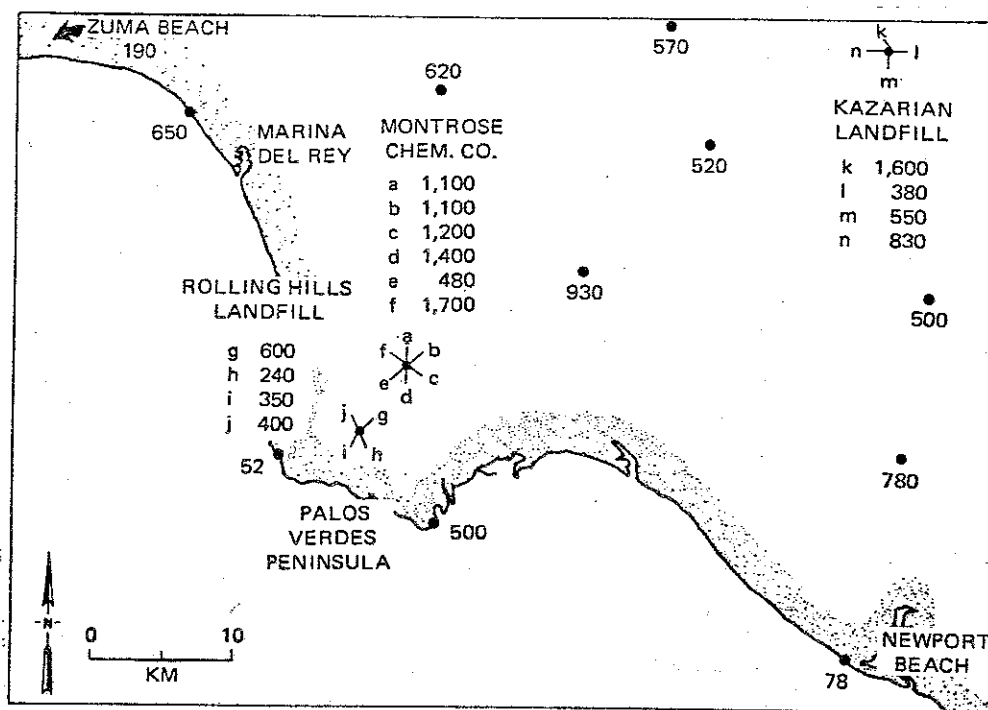 ZUMA BEACH
190
570
k
n l
m
620
KAZARIAN
LANDFILL
k 1,600
l 380
m 550
n 830
650
MARINA
DEL REY
MONTROSE
CHEM. CO.
a 1,100
b 1,100
c 1,200
d 1,400
e 480
f 1,700
520
930
500
ROLLING HILLS
LANDFILL
g 600
h 240
i 350
j 400
a
f b
e c
d
j g
i h
52
780
PALOS
VERDES
PENINSULA
500
N
0 10
KM
NEWPORT
BEACH
78